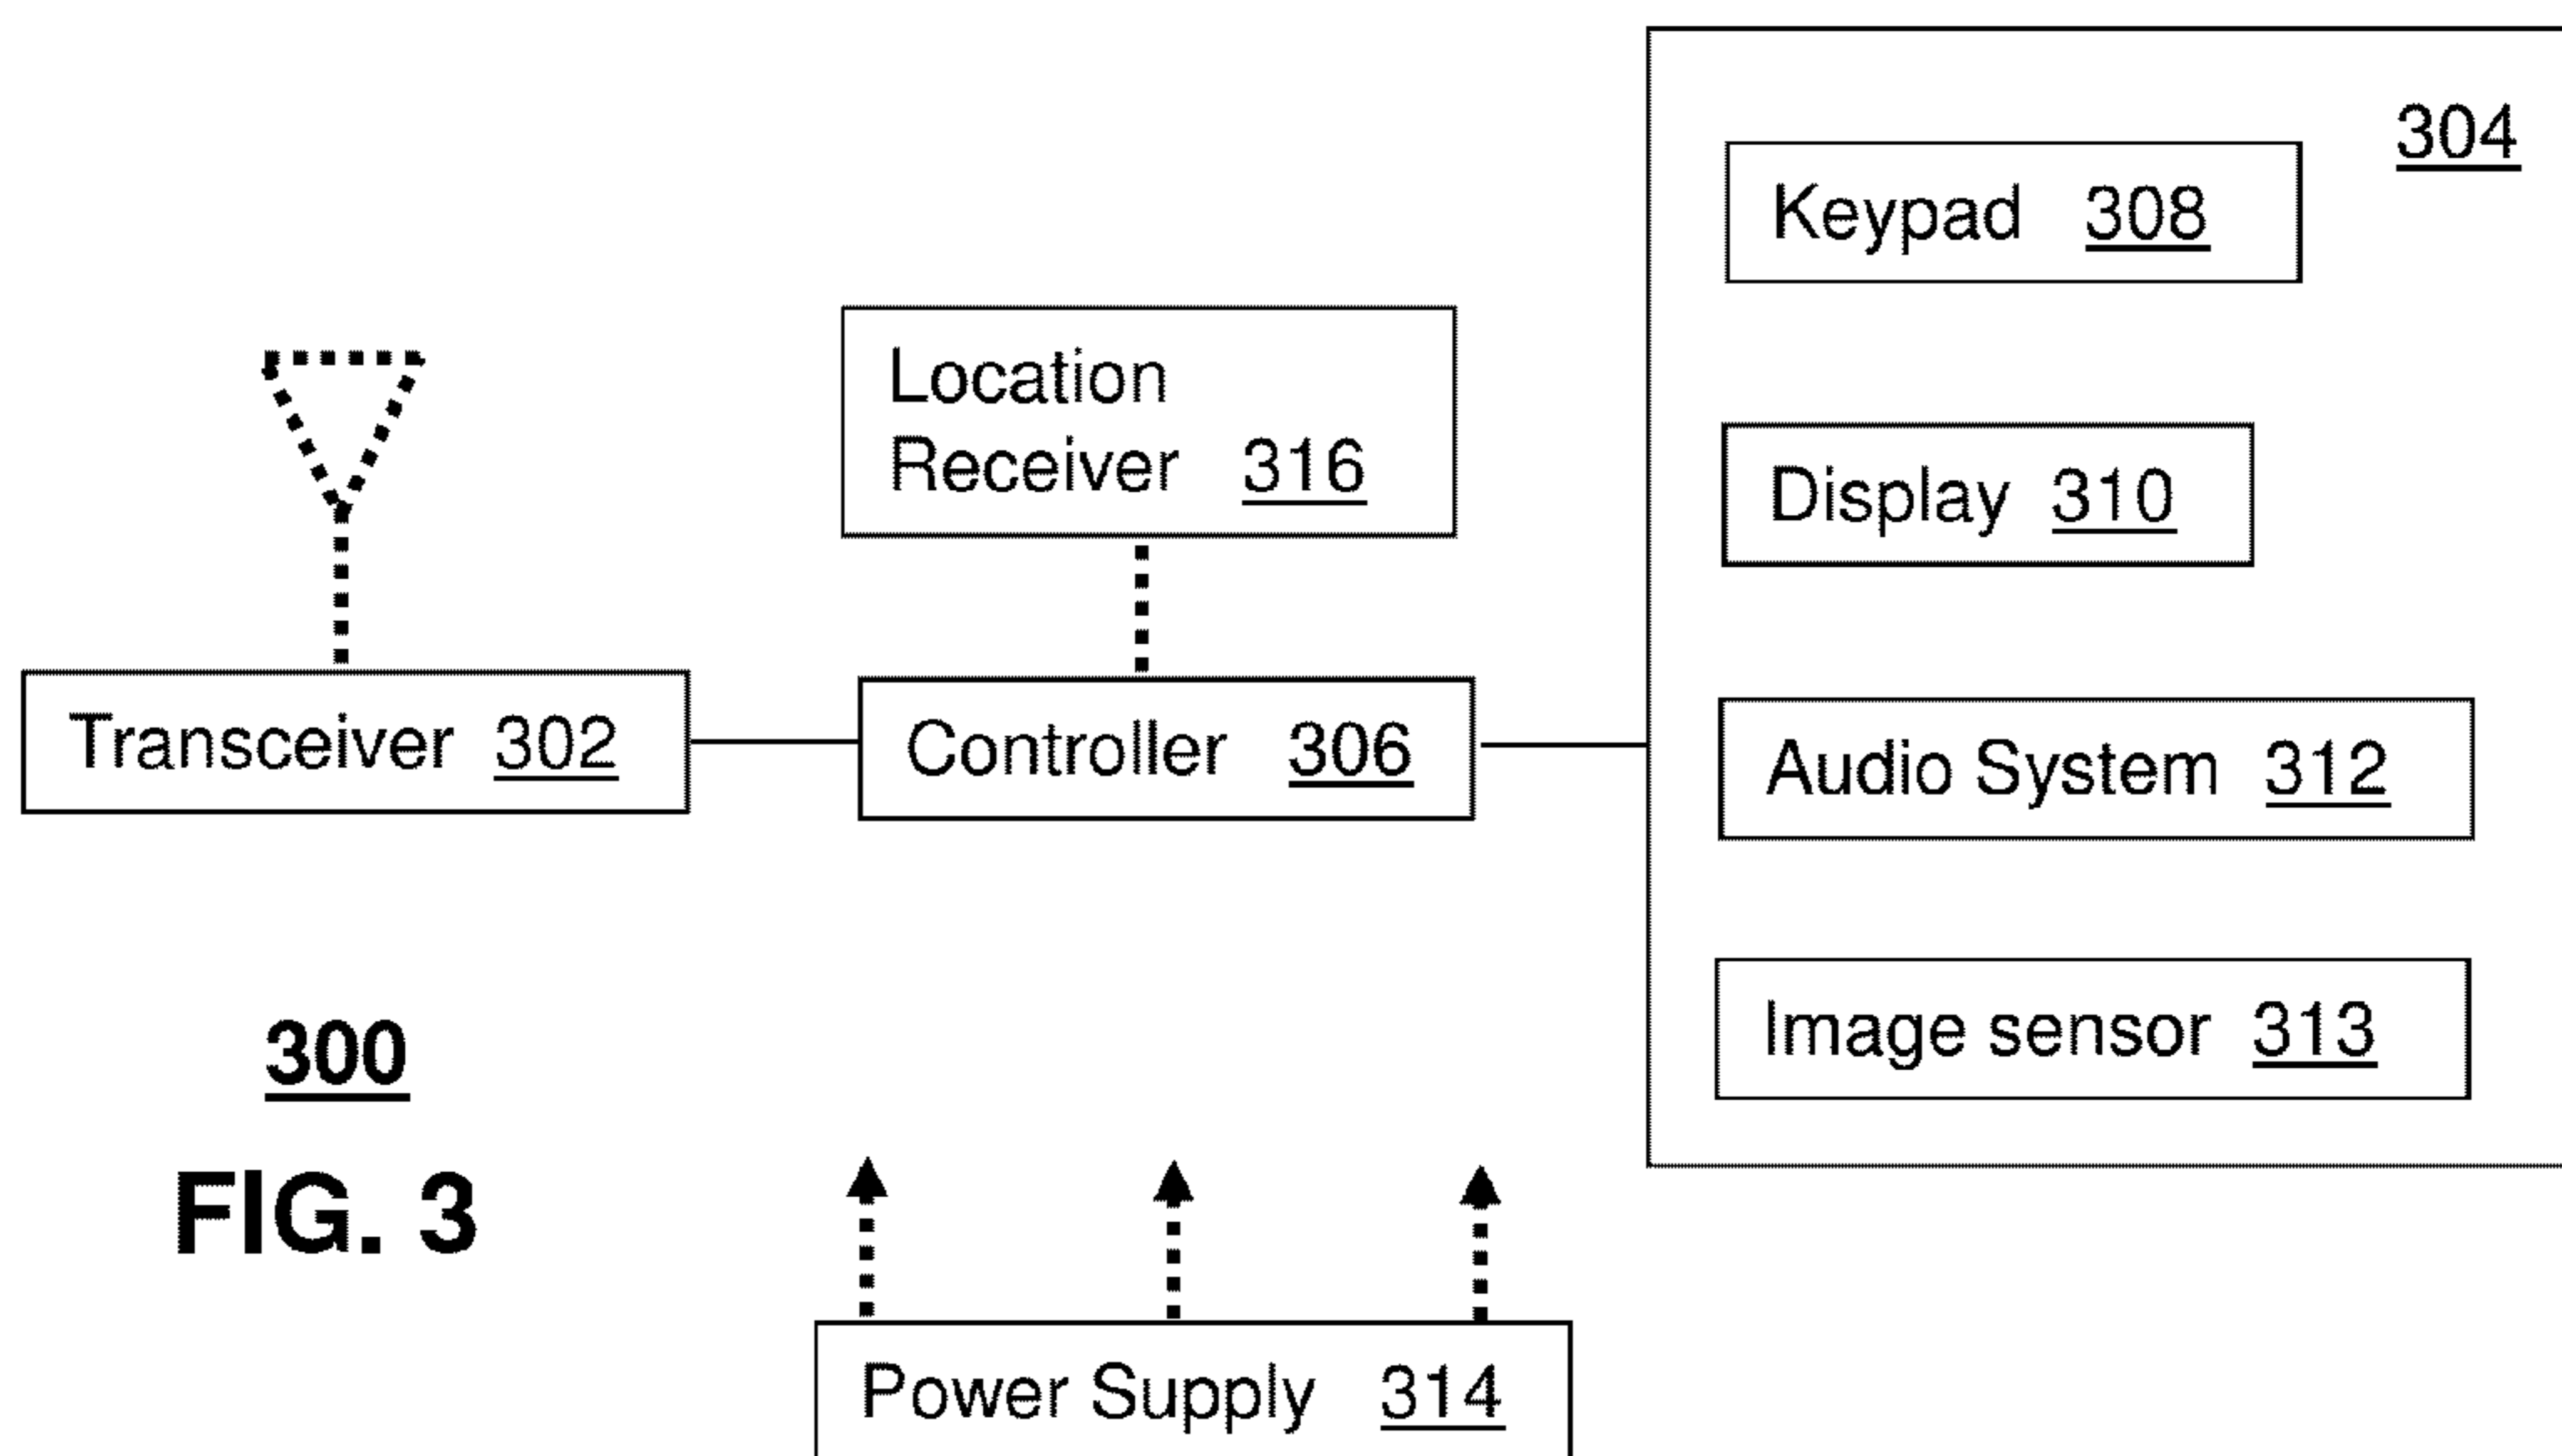 304
Keypad 308
Location
Receiver 316
Display 310
Transceiver 302
Controller 306
Audio System 312
Image sensor 313
300
FIG. 3
Power Supply 314